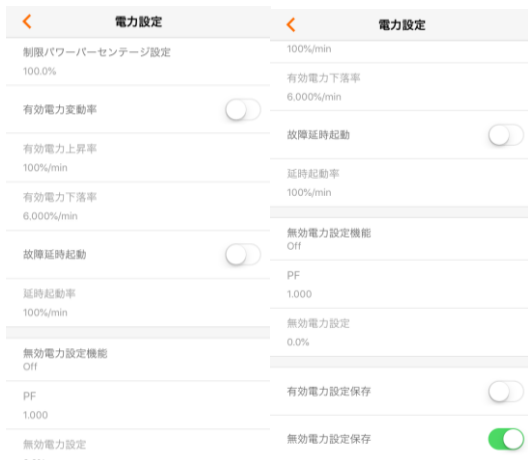 電力設定
制限パワーパーセンテージ設定
100.0%
有効電力変動率
有効電力上昇率
100%/min
有効電力下落率
6.000%/min
故障延時起動
延時起動率
100%/min
無効電力設定機能
Off
PF
1.000
無効電力設定
電力設定
100%/min
有効電力下落率
6.000%/min
故障延時起動
延時起動率
100%/min
無効電力設定機能
Off
PF
1.000
無効電力設定
0.0%
有効電力設定保存
無効電力設定保存